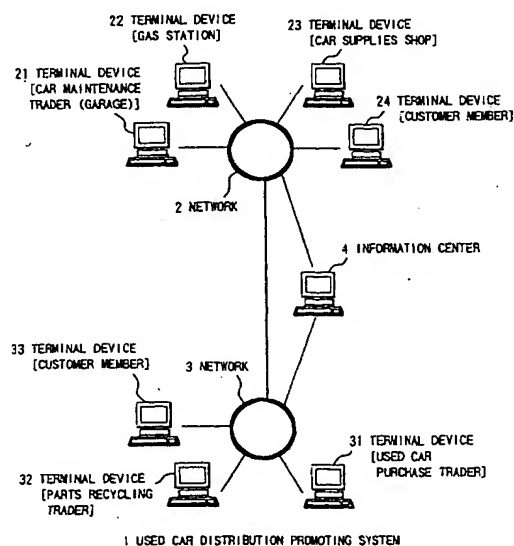 22 TERMINAL DEVICE
[GAS STATION]
23 TERMINAL DEVICE
[CAR SUPPLIES SHOP]
21 TERMINAL DEVICE
[CAR MAINTENANCE
TRADER (GARAGE)]
24 TERMINAL DEVICE
[CUSTOMER MEMBER]
2 NETWORK
4 INFORMATION CENTER
33 TERMINAL DEVICE
[CUSTOMER MEMBER]
3 NETWORK
31 TERMINAL DEVICE
[USED CAR
PURCHASE TRADER]
32 TERMINAL DEVICE
[PARTS RECYCLING
TRADER]
1 USED CAR DISTRIBUTION PROMOTING SYSTEM